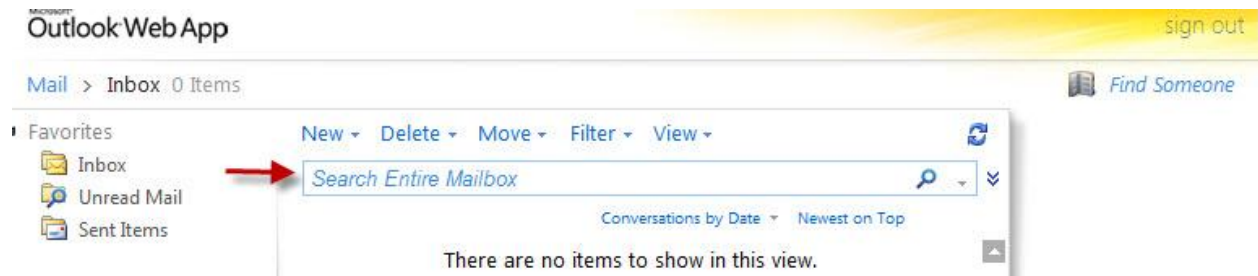 Microsoft®
Outlook Web App
sign out
Mail > Inbox 0 Items
Find Someone
Favorites
New Delete Move Filter View
Inbox
Search Entire Mailbox
Unread Mail
Conversations by Date Newest on Top
Sent Items
There are no items to show in this view.